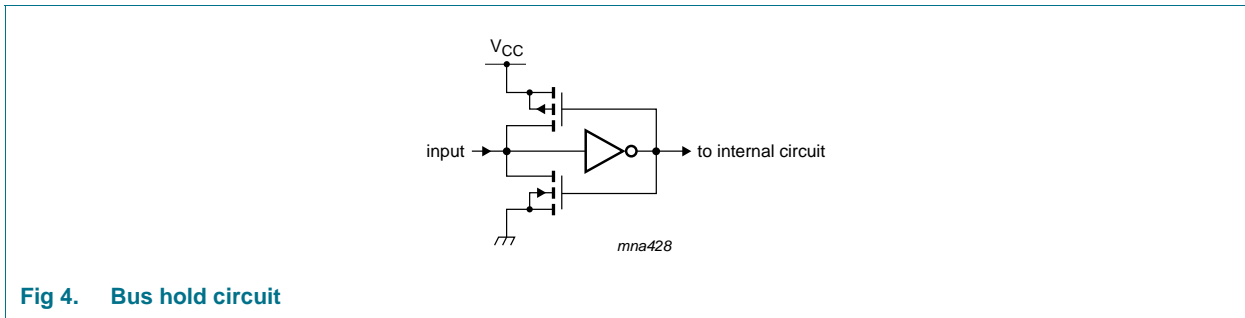 VCC
input
to internal circuit
mna428
Fig 4. Bus hold circuit